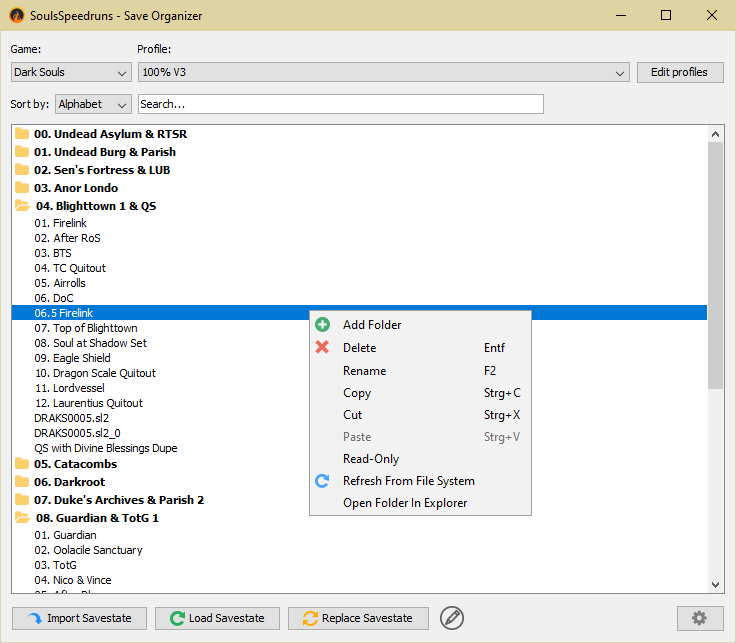 SoulsSpeedruns - Save Organizer
Game: Profile:
Dark Souls 100% V3 Edit profiles
Sort by: Alphabet Search...
00. Undead Asylum & RTSR
01. Undead Burg & Parish
02. Sen's Fortress & LUB
03. Anor Londo
04. Blighttown 1 & QS
01. Firelink
02. After RoS
03. BTS
04. TC Quitout
05. Airrolls
06. DoC
06.5 Firelink
07. Top of Blighttown
08. Soul at Shadow Set
09. Eagle Shield
10. Dragon Scale Quitout
11. Lordvessel
12. Laurentius Quitout
DRAKS0005.sl2
DRAKS0005.sl2_0
QS with Divine Blessings Dupe
05. Catacombs
06. Darkroot
07. Duke's Archives & Parish 2
08. Guardian & TotG 1
01. Guardian
02. Oolacile Sanctuary
03. TotG
04. Nico & Vince
Add Folder
Delete Entf
Rename F2
Copy Strg+C
Cut Strg+X
Paste Strg+V
Read-Only
Refresh From File System
Open Folder In Explorer
Import Savestate Load Savestate Replace Savestate